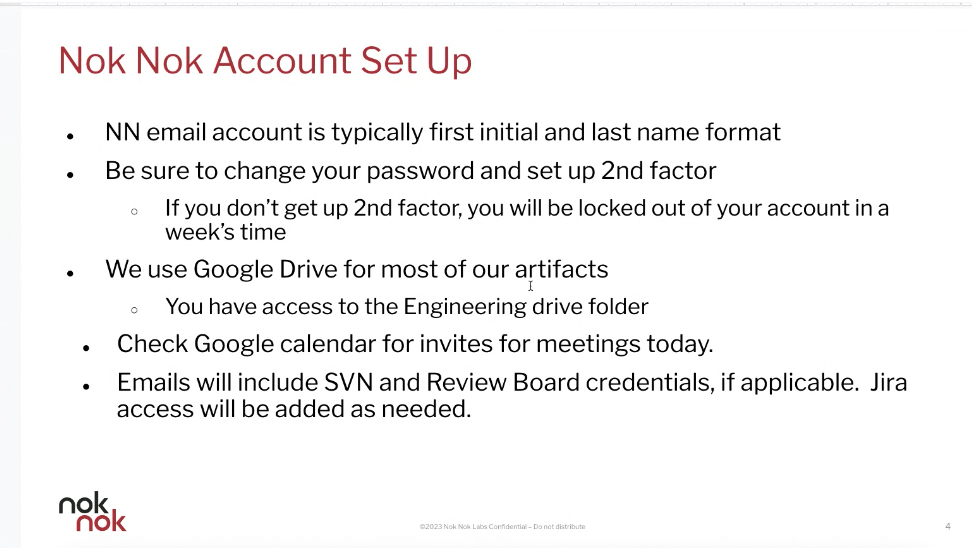 Nok Nok Account Set Up
● NN email account is typically first initial and last name format
● Be sure to change your password and set up 2nd factor
○ If you don’t get up 2nd factor, you will be locked out of your account in a
week’s time
● We use Google Drive for most of our artifacts
○ You have access to the Engineering drive folder
● Check Google calendar for invites for meetings today.
● Emails will include SVN and Review Board credentials, if applicable.  Jira
access will be added as needed.
nok
nok
©2023 Nok Nok Labs Confidential – Do not distribute
4